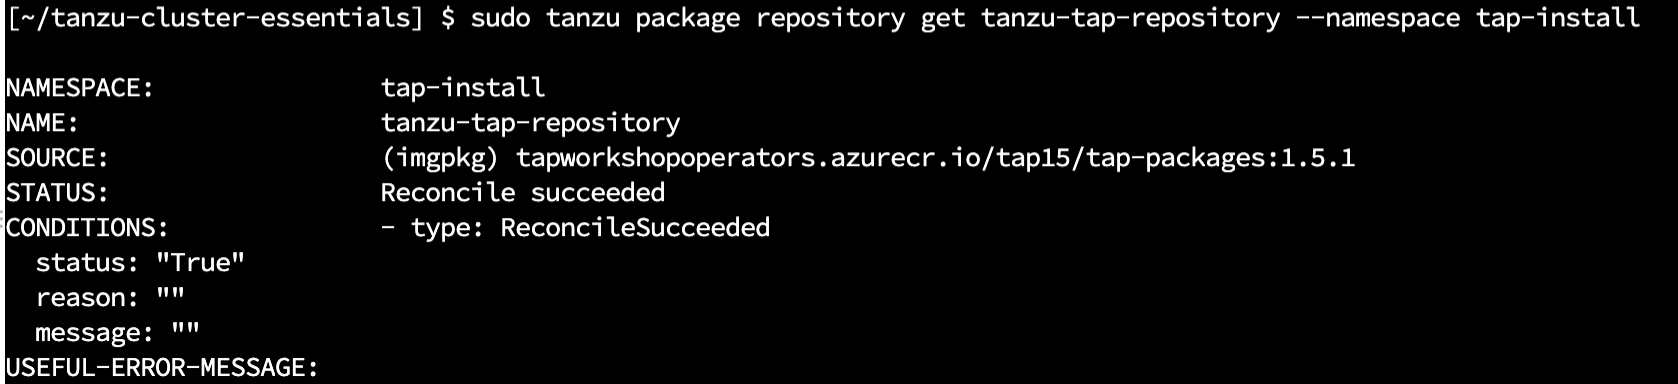 [~/tanzu-cluster-essentials] $ sudo tanzu package repository get tanzu-tap-repository --namespace tap-install
NAMESPACE: tap-install
NAME: tanzu-tap-repository
SOURCE: (imgpkg) tapworkshopoperators.azurecr.io/tap15/tap-packages:1.5.1
STATUS: Reconcile succeeded
CONDITIONS: - type: ReconcileSucceeded
status: "True"
reason: ""
message: ""
USEFUL-ERROR-MESSAGE: